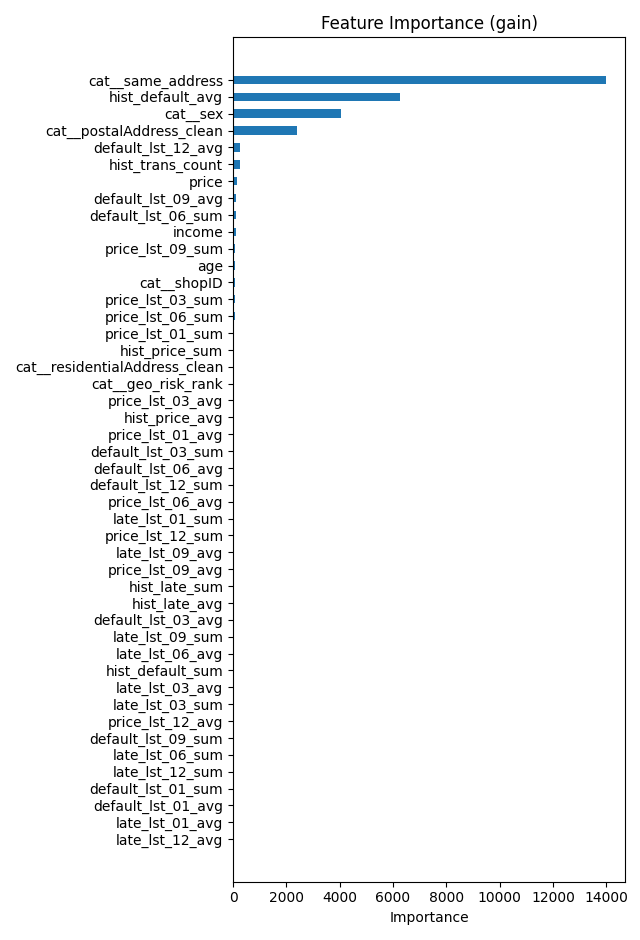 Feature Importance (gain)
cat__same_address
hist_default_avg
cat__sex
cat__postalAddress_clean
default_lst_12_avg
hist_trans_count
price
default_lst_09_avg
default_lst_06_sum
income
price_lst_09_sum
age
cat__shopID
price_lst_03_sum
price_lst_06_sum
price_lst_01_sum
hist_price_sum
cat__residentialAddress_clean
cat__geo_risk_rank
price_lst_03_avg
hist_price_avg
price_lst_01_avg
default_lst_03_sum
default_lst_06_avg
default_lst_12_sum
price_lst_06_avg
late_lst_01_sum
price_lst_12_sum
late_lst_09_avg
price_lst_09_avg
hist_late_sum
hist_late_avg
default_lst_03_avg
late_lst_09_sum
late_lst_06_avg
hist_default_sum
late_lst_03_avg
late_lst_03_sum
price_lst_12_avg
default_lst_09_sum
late_lst_06_sum
late_lst_12_sum
default_lst_01_sum
default_lst_01_avg
late_lst_01_avg
late_lst_12_avg
0 2000 4000 6000 8000 10000 12000 14000
Importance